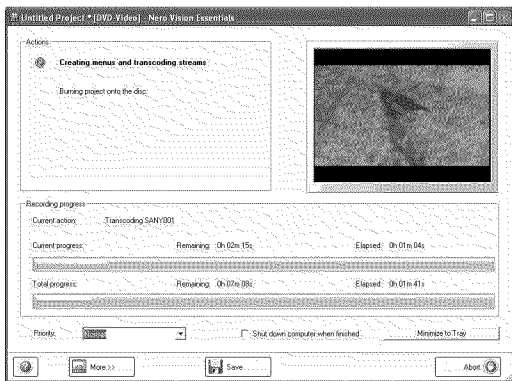 Untitled Project * [DVD-Video] - Nero Vision Essentials
Actions
Creating menus and transcoding streams
Burning project onto the disc.
Recording progress
Current action: Transcoding SANY001
Current progress: Remaining: 0h 02m 15s Elapsed: 0h 01m 04s
Total progress: Remaining: 0h 07m 08s Elapsed: 0h 01m 41s
Priority: Shut down computer when finished Minimize to Tray
More >> Save Abort